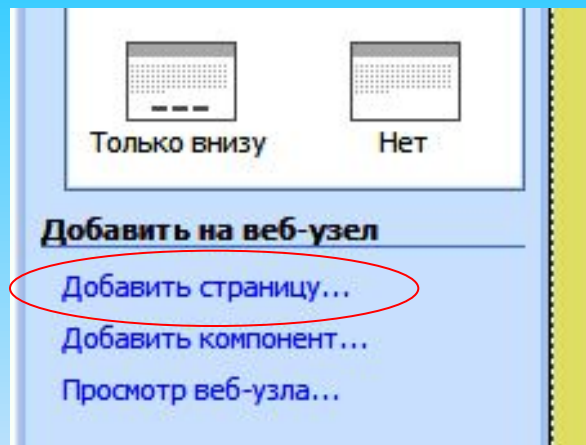 Только внизу Нет
Добавить на веб-узел
Добавить страницу...
Добавить компонент...
Просмотр веб-узла...